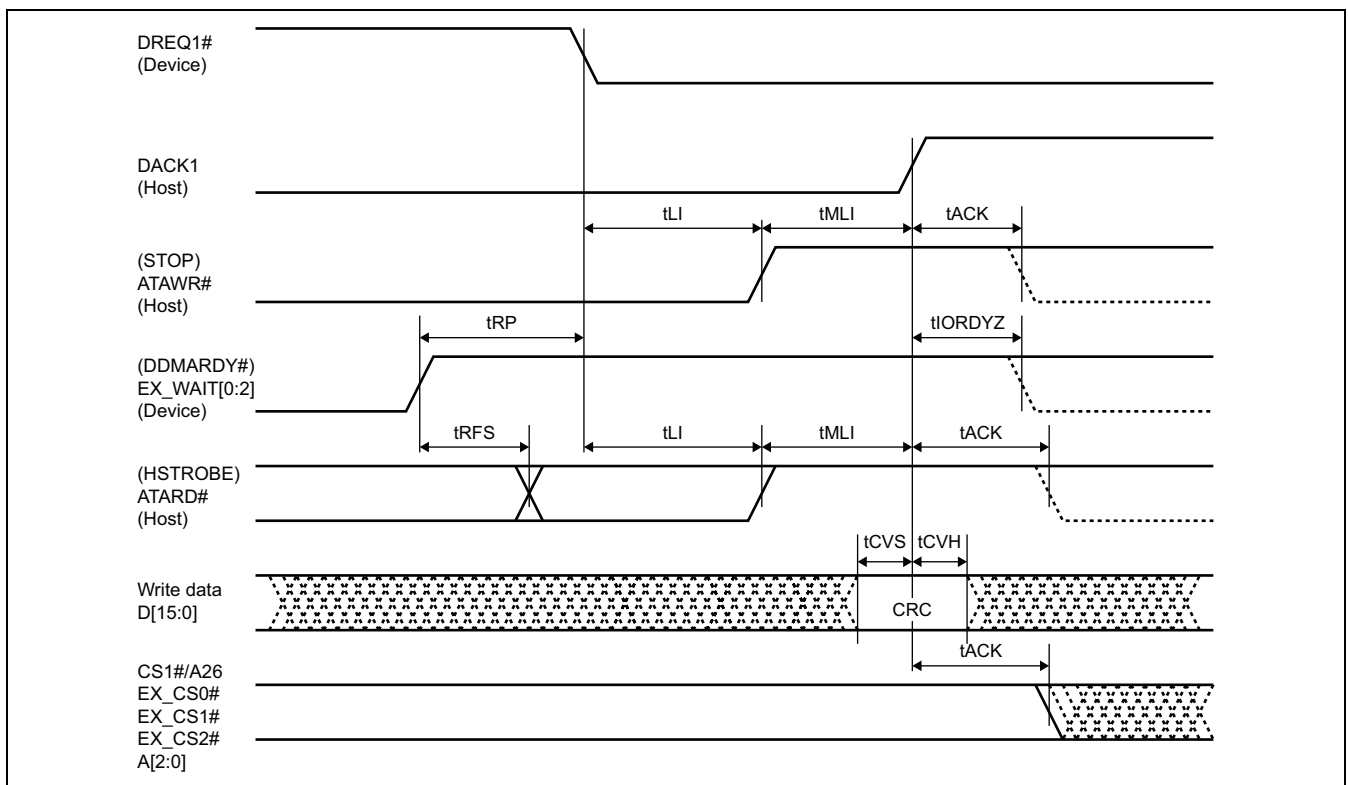 DREQ1#
(Device)
DACK1
(Host)
tLI
tMLI
tACK
(STOP)
ATAWR#
(Host)
tRP
tIORDYZ
(DDMARDY#)
EX_WAIT[0:2]
(Device)
tRFS
tLI
tMLI
tACK
(HSTROBE)
ATARD#
(Host)
tCVS
tCVH
Write data
D[15:0]
CRC
tACK
CS1#/A26
EX_CS0#
EX_CS1#
EX_CS2#
A[2:0]